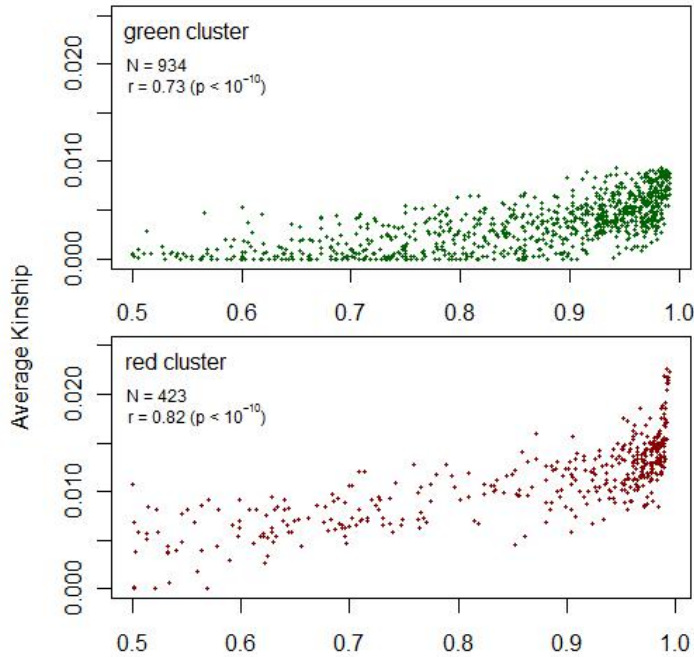 green cluster
N = 934
r = 0.73 (p < 10⁻¹⁰)
0.020
0.010
0.000
0.5 0.6 0.7 0.8 0.9 1.0
Average Kinship
red cluster
N = 423
r = 0.82 (p < 10⁻¹⁰)
0.020
0.010
0.000
0.5 0.6 0.7 0.8 0.9 1.0